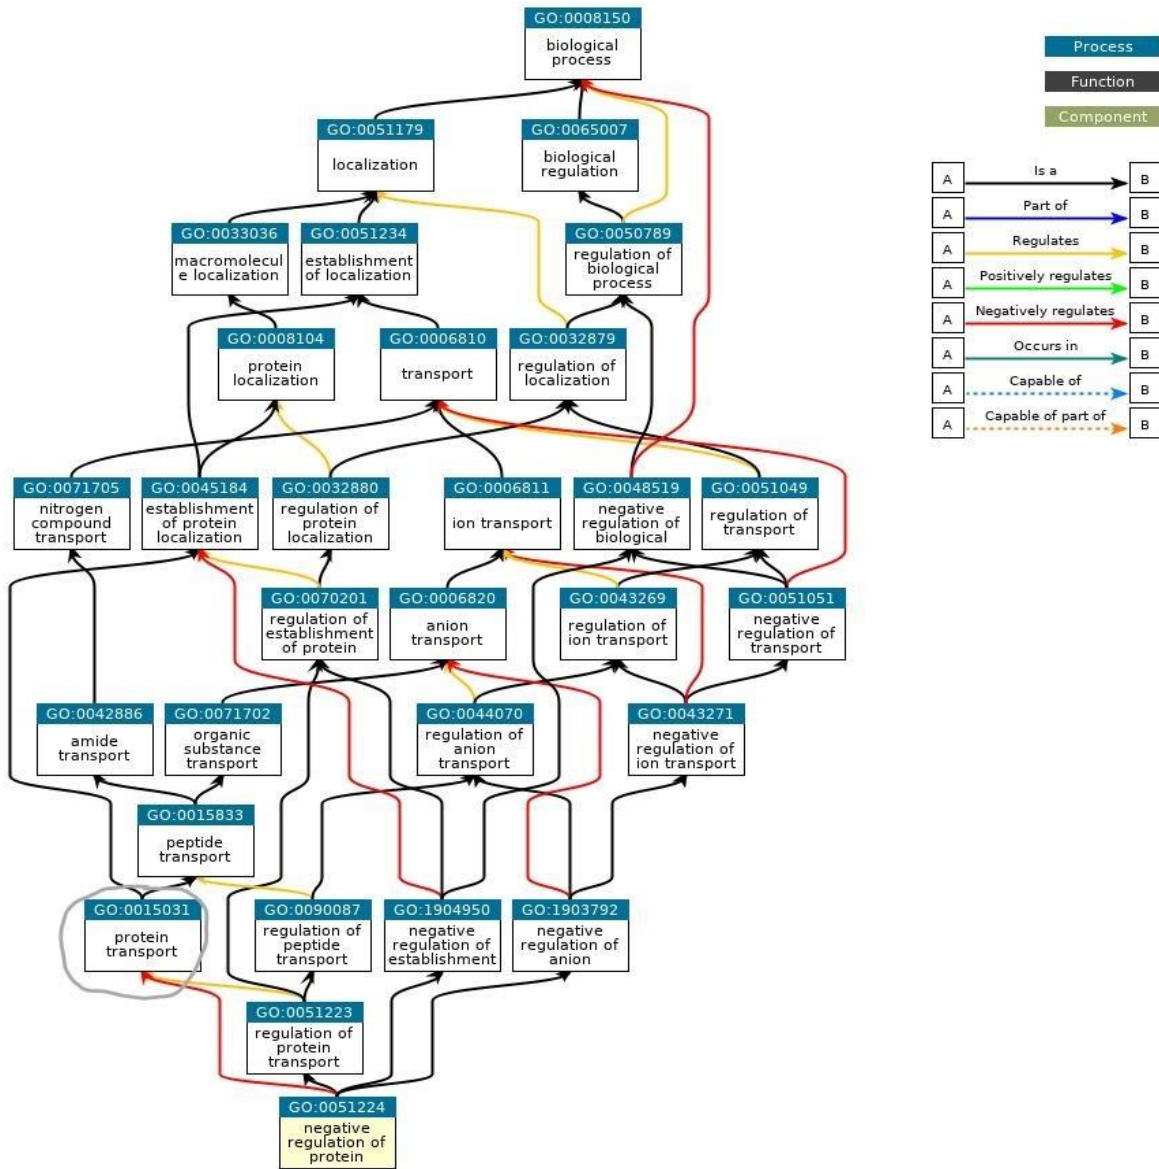 GO:0008150
biological
process
Process
Function
Component
GO:0051179
localization
GO:0065007
biological
regulation
A
Is a
B
A
Part of
B
A
Regulates
B
A
Positively regulates
B
A
Negatively regulates
B
A
Occurs in
B
A
Capable of
B
A
Capable of part of
B
GO:0033036
macromolecul
e localization
GO:0051234
establishment
of localization
GO:0050789
regulation of
biological
process
GO:0008104
protein
localization
GO:0006810
transport
GO:0032879
regulation of
localization
GO:0071705
nitrogen
compound
transport
GO:0045184
establishment
of protein
localization
GO:0032880
regulation of
protein
localization
GO:0006811
ion transport
GO:0048519
negative
regulation of
biological
GO:0051049
regulation of
transport
GO:0070201
regulation of
establishment
of protein
GO:0006820
anion
transport
GO:0043269
regulation of
ion transport
GO:0051051
negative
regulation of
transport
GO:0042886
amide
transport
GO:0071702
organic
substance
transport
GO:0044070
regulation of
anion
transport
GO:0043271
negative
regulation of
ion transport
GO:0015833
peptide
transport
GO:0015031
protein
transport
GO:0090087
regulation of
peptide
transport
GO:1904950
negative
regulation of
establishment
GO:1903792
negative
regulation of
anion
GO:0051223
regulation of
protein
transport
GO:0051224
negative
regulation of
protein